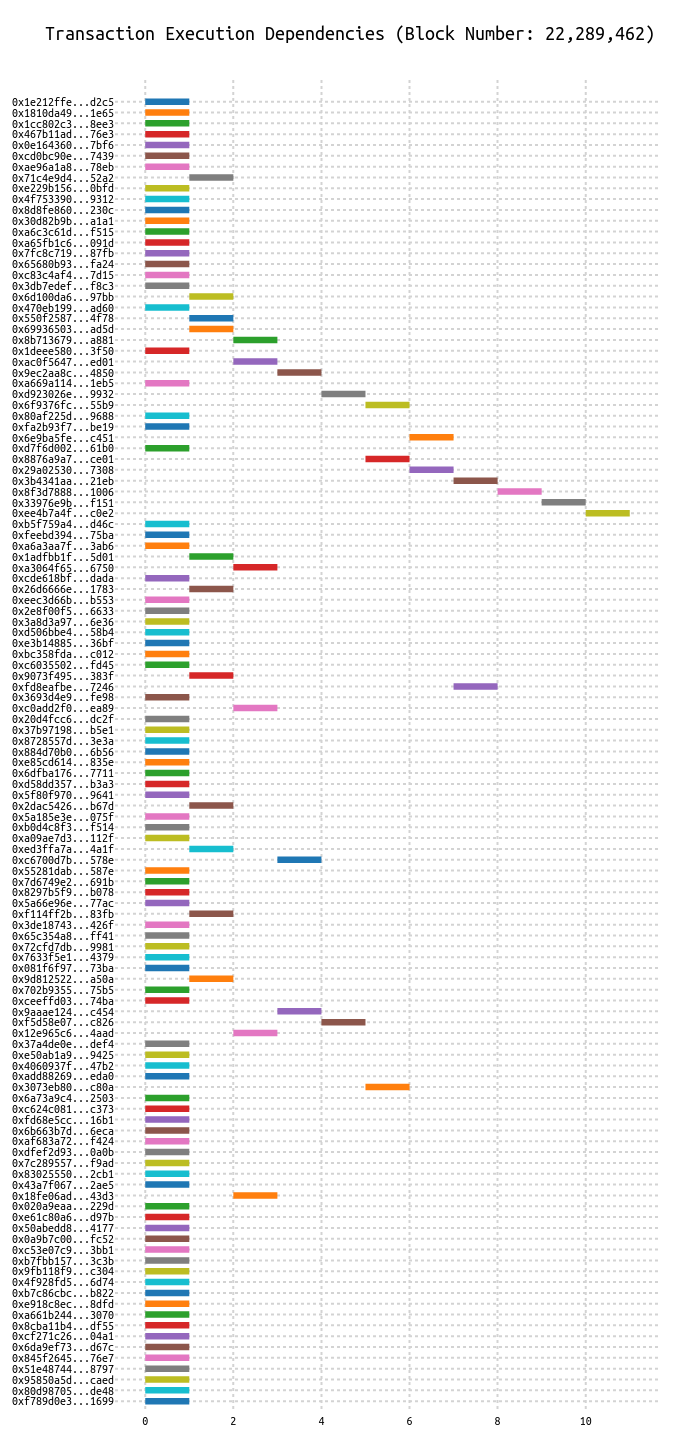 Transaction Execution Dependencies (Block Number: 22,289,462)
0x1e212ffe...d2c5
0x1810da49...1e65
0x1cc802c3...8ee3
0x467b11ad...76e3
0x0e164360...7bf6
0xcd0bc90e...7439
0xae96a1a8...78eb
0x71c4e9d4...52a2
0xe229b156...0bfd
0x4f753390...9312
0x8d8fe860...230c
0x30d82b9b...a1a1
0xa6c3c61d...f515
0xa65fb1c6...091d
0x7fc8c719...87fb
0x65680b93...fa24
0xc83c4af4...7d15
0x3db7edef...f8c3
0x6d100da6...97bb
0x470eb199...ad60
0x550f2587...4f78
0x69936503...ad5d
0x8b713679...a881
0x1deee580...3f50
0xac0f5647...ed01
0x9ec2aa8c...4850
0xa669a114...1eb5
0xd923026e...9932
0x6f9376fc...55b9
0x80af225d...9688
0xfa2b93f7...be19
0x6e9ba5fe...c451
0xd7f6d002...61b0
0x8876a9a7...ce01
0x29a02530...7308
0x3b4341aa...21eb
0x8f3d7888...1006
0x33976e9b...f151
0xee4b7a4f...c0e2
0xb5f759a4...d46c
0xfeebd394...75ba
0xa6a3aa7f...3ab6
0x1adfbb1f...5d01
0xa3064f65...6750
0xcde618bf...dada
0x26d6666e...1783
0xeec3d66b...b553
0x2e8f00f5...6633
0x3a8d3a97...6e36
0xd506bbe4...58b4
0xe3b14885...36bf
0xbc358fda...c012
0xc6035502...fd45
0x9073f495...383f
0xfd8eafbe...7246
0x3693d4e9...fe98
0xc0add2f0...ea89
0x20d4fcc6...dc2f
0x37b97198...b5e1
0x8728557d...3e3a
0x884d70b0...6b56
0xe85cd614...835e
0x6dfba176...7711
0xd58dd357...b3a3
0x5f80f970...9641
0x2dac5426...b67d
0x5a185e3e...075f
0xb0d4c8f3...f514
0xa09ae7d3...112f
0xed3ffa7a...4a1f
0xc6700d7b...578e
0x55281dab...587e
0x7d6749e2...691b
0x8297b5f9...b078
0x5a66e96e...77ac
0xf114ff2b...83fb
0x3de18743...426f
0x65c354a8...ff41
0x72cfd7db...9981
0x7633f5e1...4379
0x081f6f97...73ba
0x9d812522...a50a
0x702b9355...75b5
0xceeffd03...74ba
0x9aaae124...c454
0xf5d58e07...c826
0x12e965c6...4aad
0x37a4de0e...def4
0xe50ab1a9...9425
0x4060937f...47b2
0xadd88269...eda0
0x3073eb80...c80a
0x6a73a9c4...2503
0xc624c081...c373
0xfd68e5cc...16b1
0x6b663b7d...6eca
0xaf683a72...f424
0xdfef2d93...0a0b
0x7c289557...f9ad
0x83025550...2cb1
0x43a7f067...2ae5
0x18fe06ad...43d3
0x020a9eaa...229d
0xe61c80a6...d97b
0x50abedd8...4177
0x0a9b7c00...fc52
0xc53e07c9...3bb1
0xb7fbb157...3c3b
0x9fb118f9...c304
0x4f928fd5...6d74
0xb7c86cbc...b822
0xe918c8ec...8dfd
0xa661b244...3070
0x8cba11b4...df55
0xcf271c26...04a1
0x6da9ef73...d67c
0x845f2645...76e7
0x51e48744...8797
0x95850a5d...caed
0x80d98705...de48
0xf789d0e3...1699
0 2 4 6 8 10